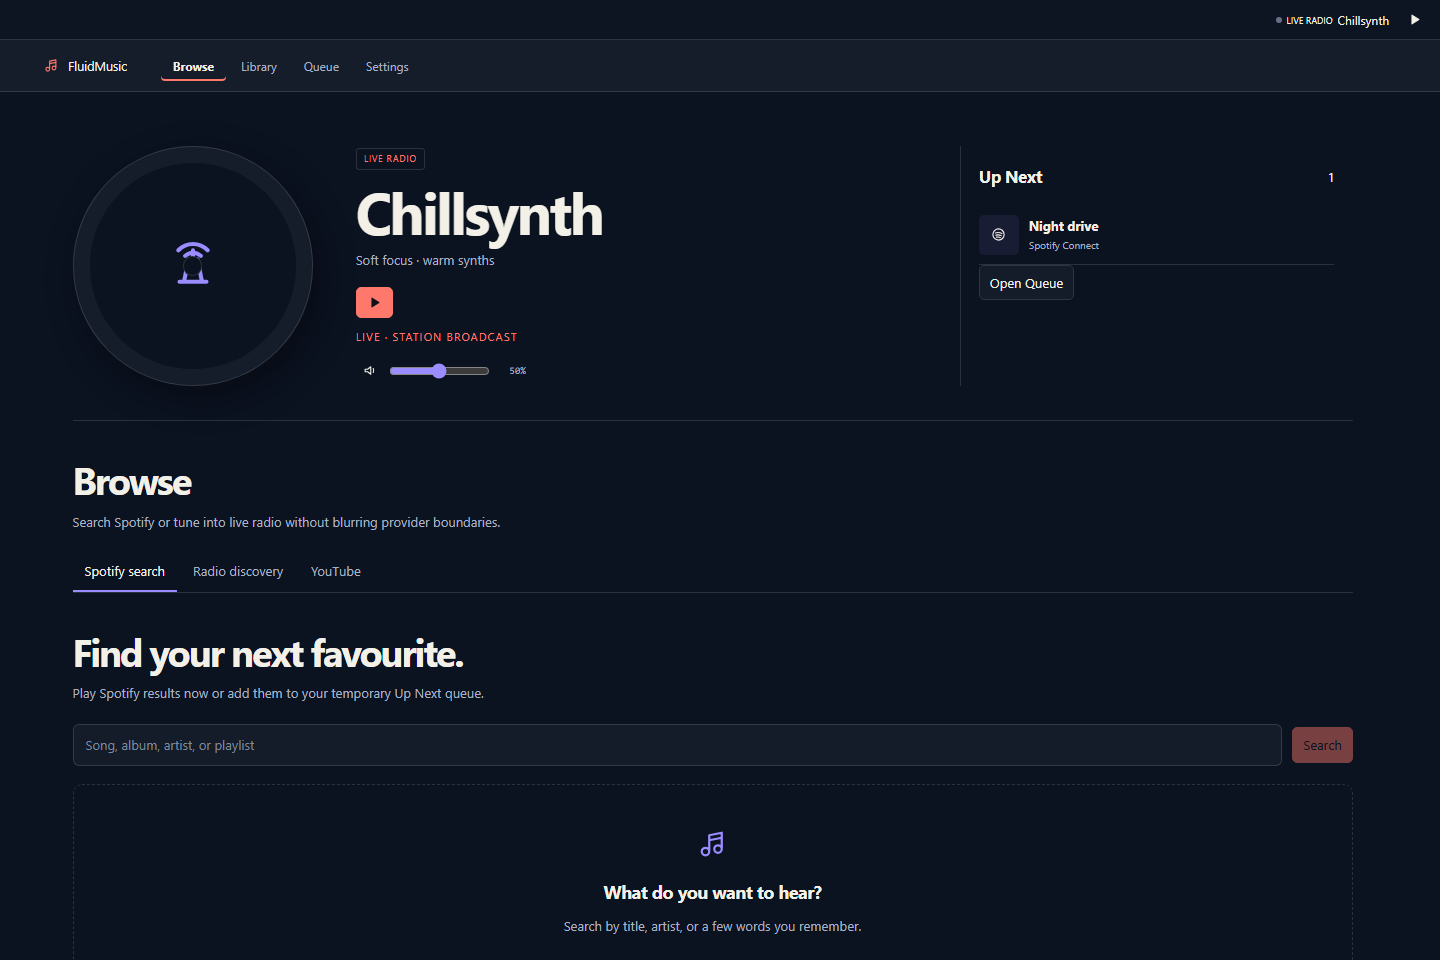 LIVE RADIO Chillsynth
FluidMusic Browse Library Queue Settings
LIVE RADIO
Chillsynth
Soft focus · warm synths
LIVE · STATION BROADCAST
50%
Up Next 1
Night drive
Spotify Connect
Open Queue
Browse
Search Spotify or tune into live radio without blurring provider boundaries.
Spotify search Radio discovery YouTube
Find your next favourite.
Play Spotify results now or add them to your temporary Up Next queue.
Song, album, artist, or playlist Search
What do you want to hear?
Search by title, artist, or a few words you remember.